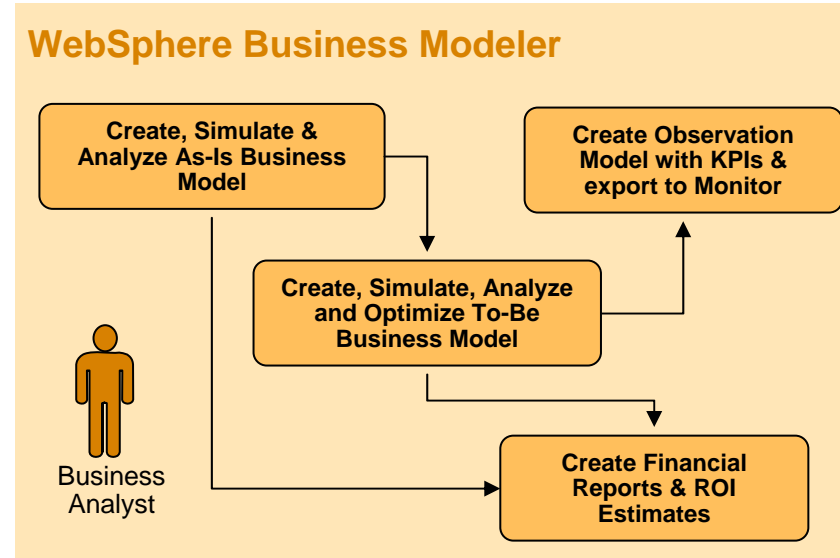 WebSphere Business Modeler
Create, Simulate &
Analyze As-Is Business
Model
Create Observation
Model with KPIs &
export to Monitor
Create, Simulate, Analyze
and Optimize To-Be
Business Model
Business
Analyst
Create Financial
Reports & ROI
Estimates